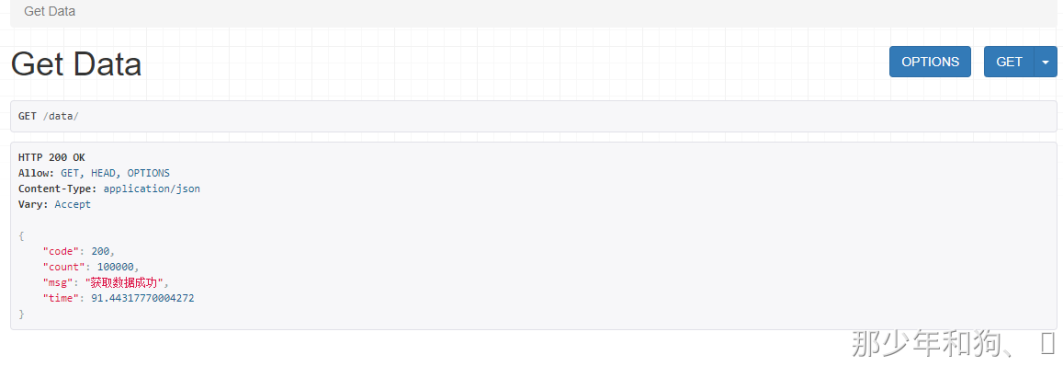 Get Data
Get Data
OPTIONS
GET
GET /data/
HTTP 200 OK
Allow: GET, HEAD, OPTIONS
Content-Type: application/json
Vary: Accept
{
    "code": 200,
    "count": 100000,
    "msg": "获取数据成功",
    "time": 91.44317770004272
}
那少年和狗、